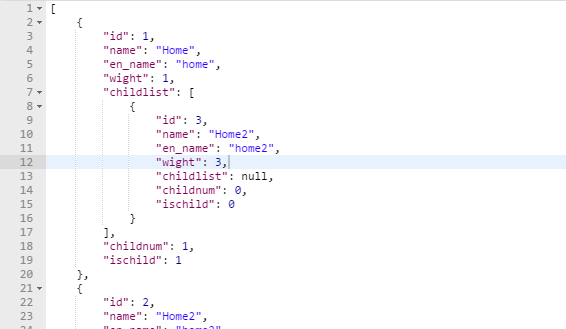 1 [
2 {
3 "id": 1,
4 "name": "Home",
5 "en_name": "home",
6 "wight": 1,
7 "childlist": [
8 {
9 "id": 3,
10 "name": "Home2",
11 "en_name": "home2",
12 "wight": 3,
13 "childlist": null,
14 "childnum": 0,
15 "ischild": 0
16 }
17 ],
18 "childnum": 1,
19 "ischild": 1
20 },
21 {
22 "id": 2,
23 "name": "Home2",